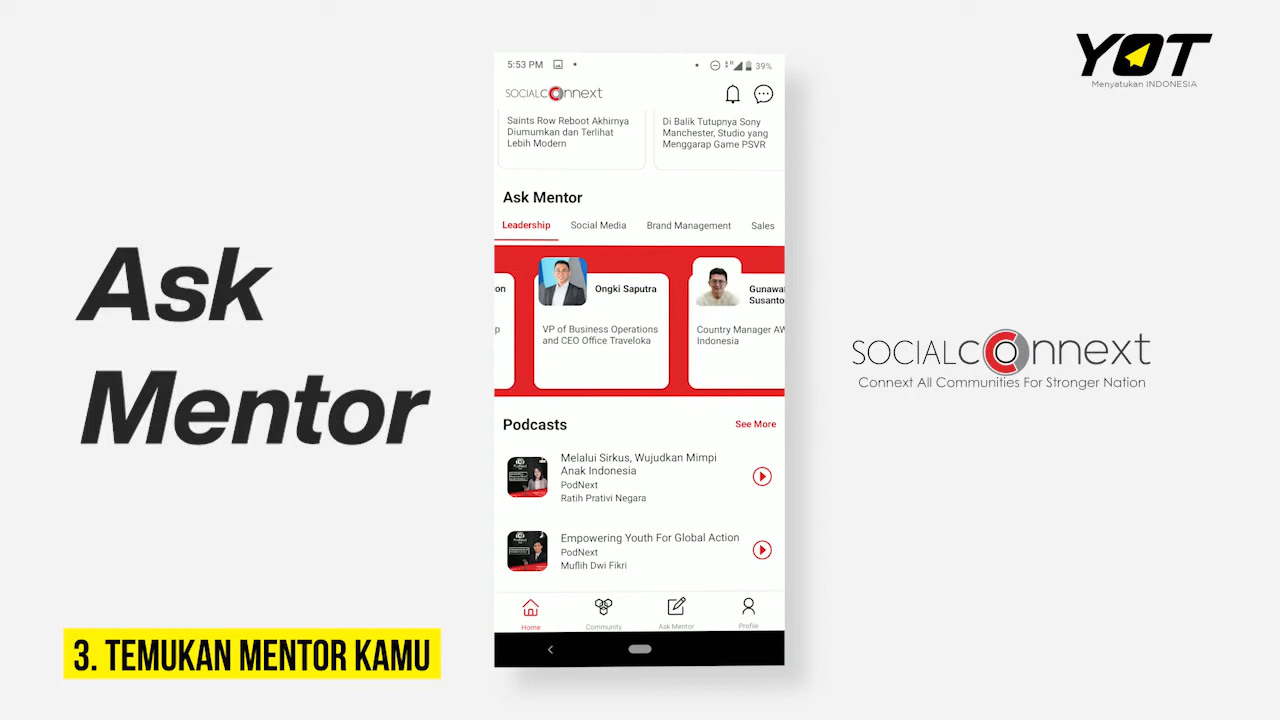 YOT
Menyatukan INDONESIA
Ask
Mentor
3. TEMUKAN MENTOR KAMU
5:53 PM
39%
SOCIALCOnnext
Saints Row Reboot Akhirnya
Diumumkan dan Terlihat
Lebih Modern
Di Balik Tutupnya Sony
Manchester, Studio yang
Menggarap Game PSVR
Ask Mentor
Leadership Social Media Brand Management Sales
on
p
Ongki Saputra
VP of Business Operations
and CEO Office Traveloka
Gunawa
Susanto
Country Manager AW
Indonesia
Podcasts See More
Melalui Sirkus, Wujudkan Mimpi
Anak Indonesia
PodNext
Ratih Prativi Negara
Empowering Youth For Global Action
PodNext
Muflih Dwi Fikri
Home Community Ask Mentor Profile
SOCIALCOnnext
Connext All Communities For Stronger Nation